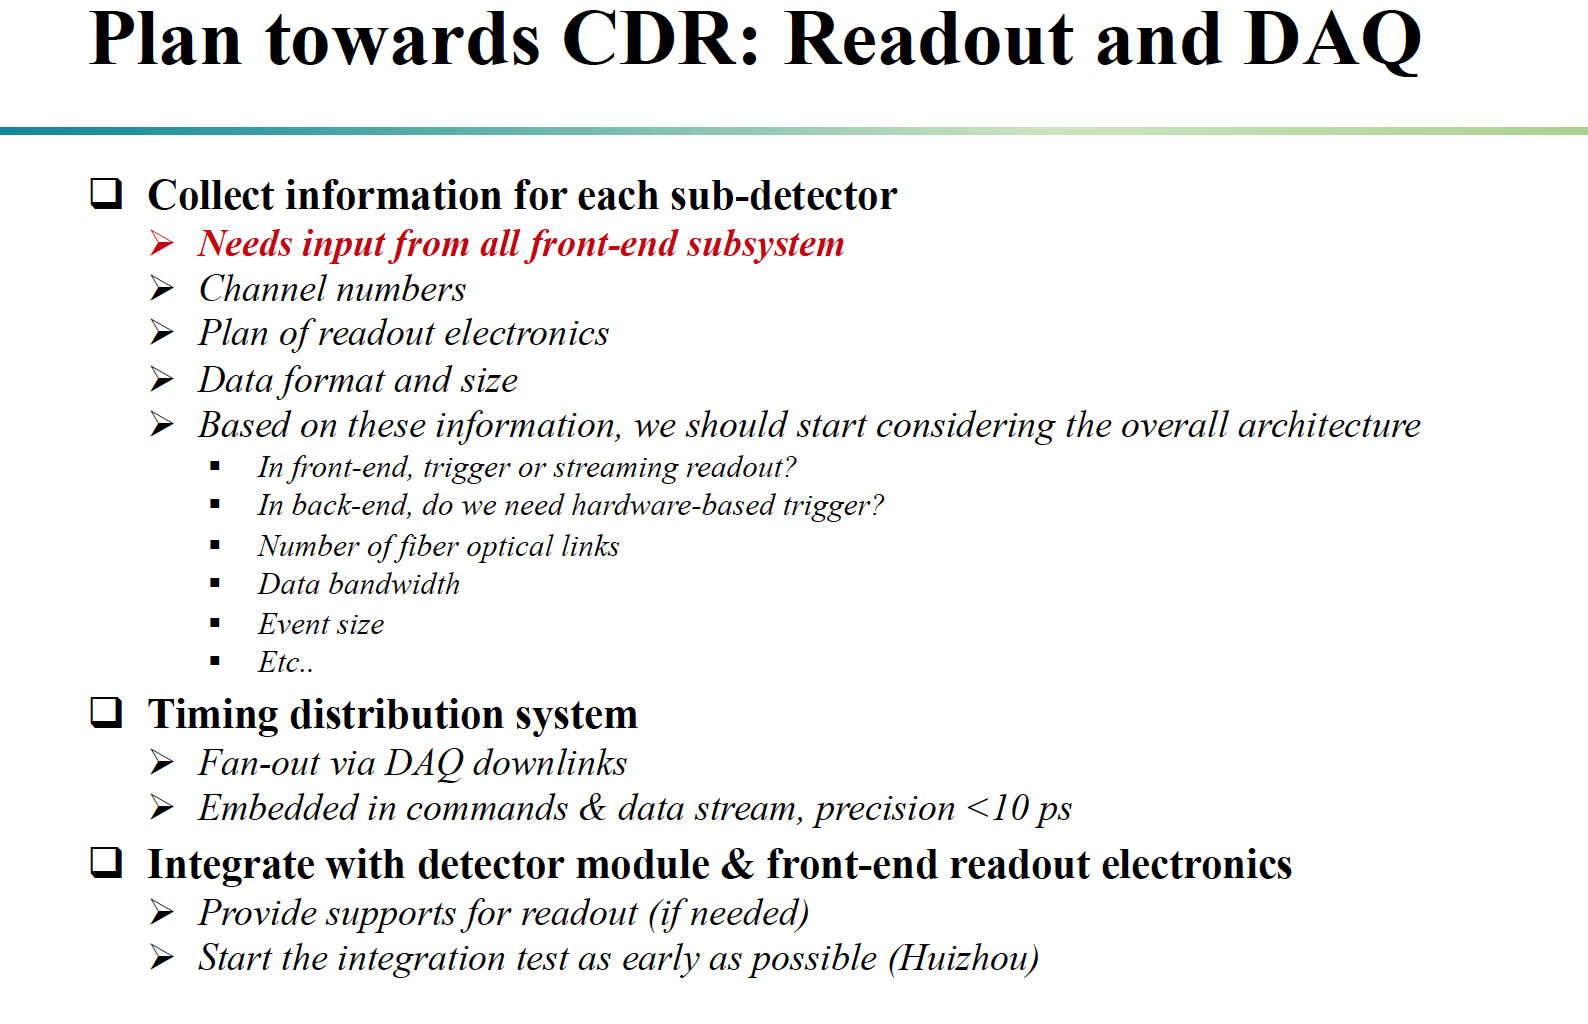 Plan towards CDR: Readout and DAQ
Collect information for each sub-detector
Needs input from all front-end subsystem
Channel numbers
Plan of readout electronics
Data format and size
Based on these information, we should start considering the overall architecture
In front-end, trigger or streaming readout?
In back-end, do we need hardware-based trigger?
Number of fiber optical links
Data bandwidth
Event size
Etc..
Timing distribution system
Fan-out via DAQ downlinks
Embedded in commands & data stream, precision <10 ps
Integrate with detector module & front-end readout electronics
Provide supports for readout (if needed)
Start the integration test as early as possible (Huizhou)